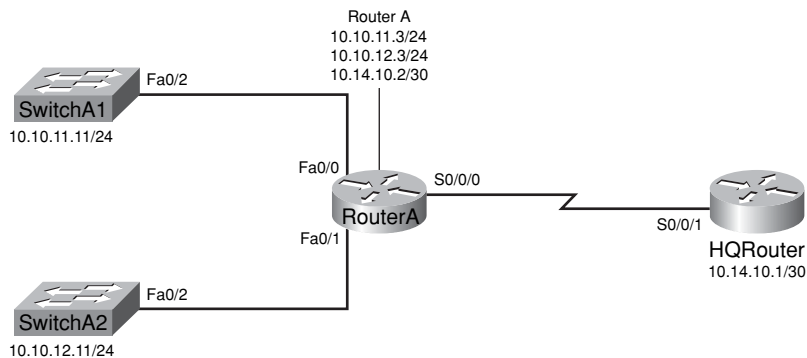 Router A
10.10.11.3/24
10.10.12.3/24
10.14.10.2/30
Fa0/2
SwitchA1
10.10.11.11/24
Fa0/0
S0/0/0
RouterA
Fa0/1
S0/0/1
HQRouter
10.14.10.1/30
Fa0/2
SwitchA2
10.10.12.11/24